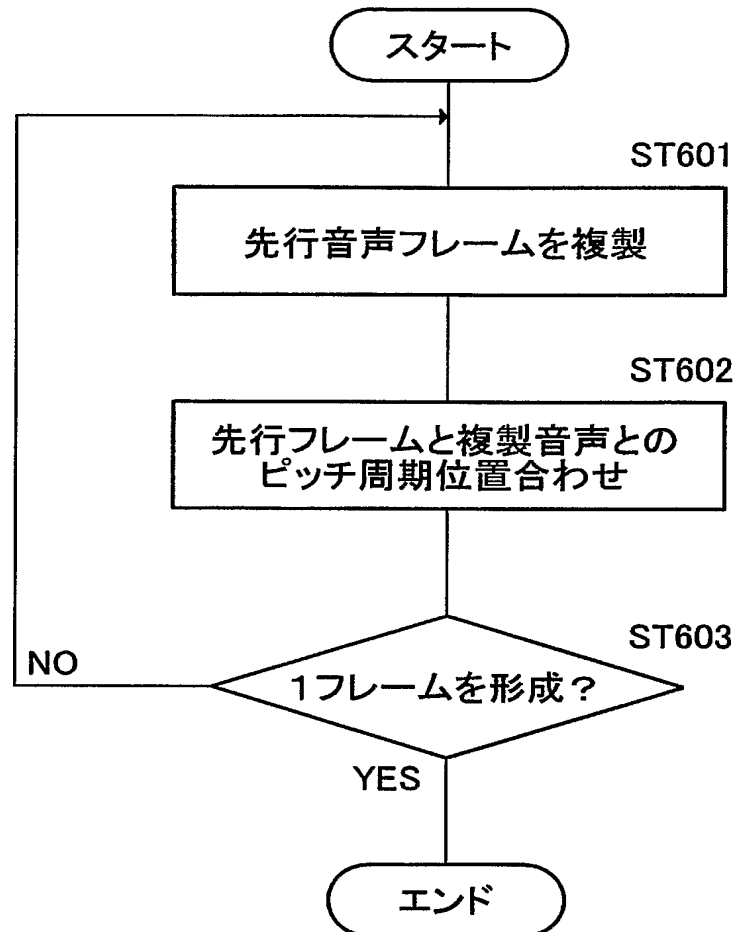 スタート
ST601
先行音声フレームを複製
ST602
先行フレームと複製音声との
ピッチ周期位置合わせ
ST603
NO
1フレームを形成？
YES
エンド